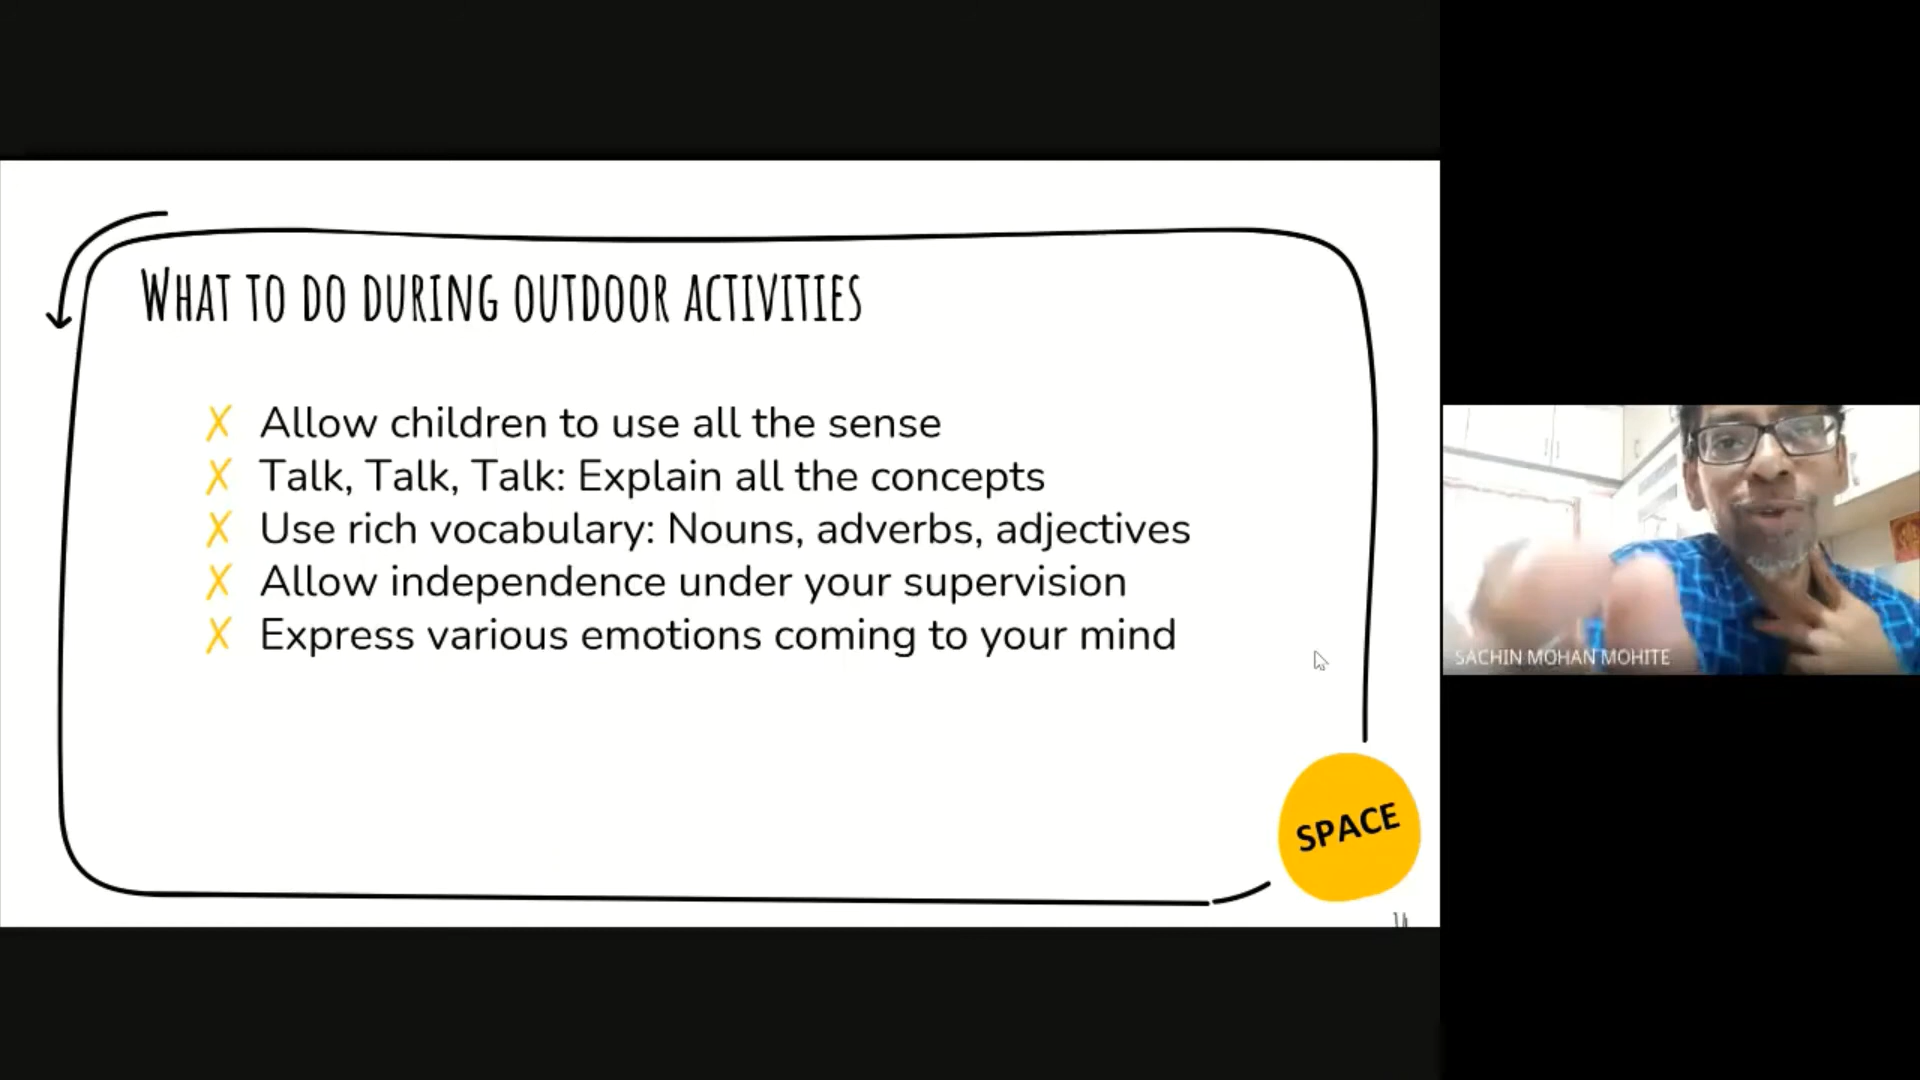 What to do during outdoor activities
✗ Allow children to use all the sense
✗ Talk, Talk, Talk: Explain all the concepts
✗ Use rich vocabulary: Nouns, adverbs, adjectives
✗ Allow independence under your supervision
✗ Express various emotions coming to your mind
SACHIN MOHAN MOHITE
SPACE